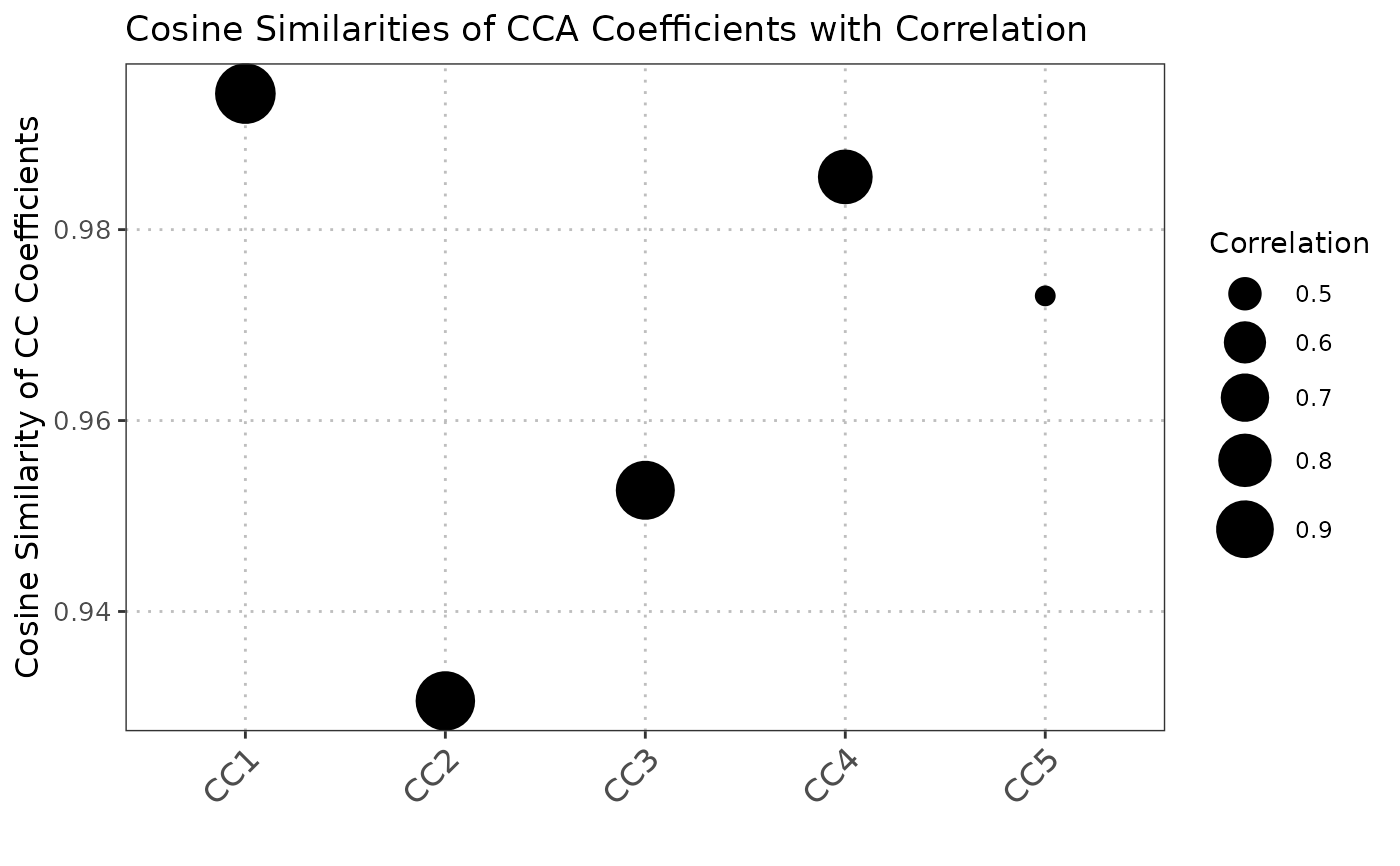 Cosine Similarities of CCA Coefficients with Correlation
Cosine Similarity of CC Coefficients
0.98
0.96
0.94
CC1
CC2
CC3
CC4
CC5
Correlation
0.5
0.6
0.7
0.8
0.9